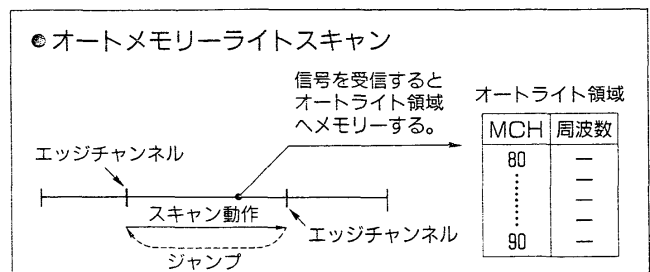 ●オートメモリーライトスキャン
信号を受信すると
オートライト領域
へメモリーする。
オートライト領域
MCH 周波数
80 —
—
—
90 —
エッジチャンネル
スキャン動作
エッジチャンネル
ジャンプ